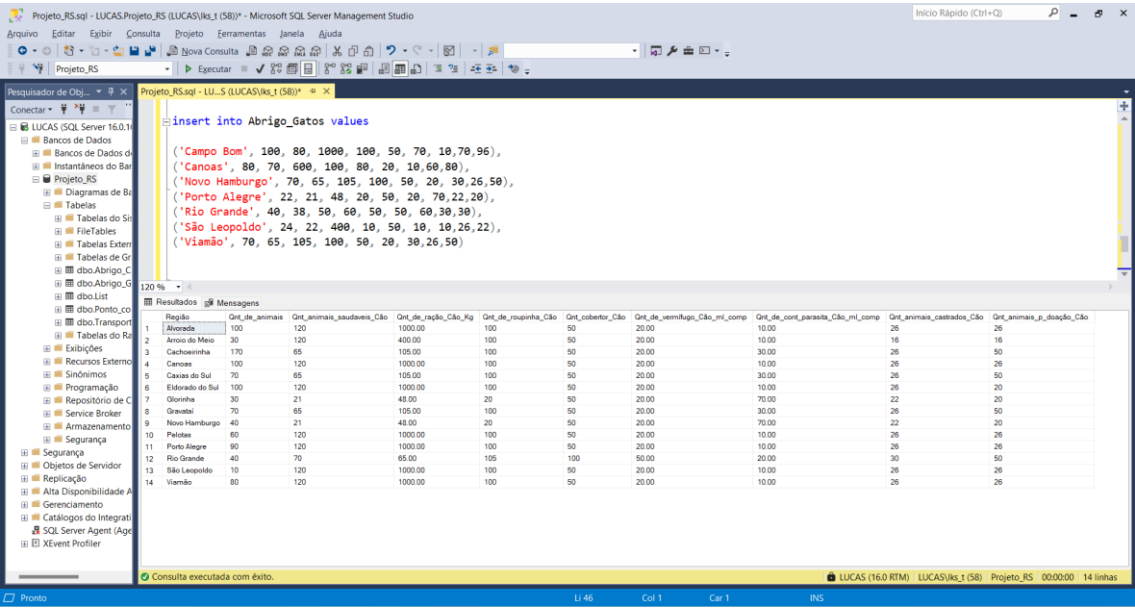 Projeto_RS.sql - LUCAS.Projeto_RS (LUCAS\lks_t (58))* - Microsoft SQL Server Management Studio
Início Rápido (Ctrl+Q)
Arquivo Editar Exibir Consulta Projeto Ferramentas Janela Ajuda
Nova Consulta
Projeto_RS Executar
Pesquisador de Obj...
Projeto_RS.sql - LU...S (LUCAS\lks_t (58))*
Conectar
LUCAS (SQL Server 16.0.1
Bancos de Dados
Bancos de Dados d
Instantâneos do Ban
Projeto_RS
Diagramas de Ba
Tabelas
Tabelas do Sis
FileTables
Tabelas Extern
Tabelas de Gr
dbo.Abrigo_C
dbo.Abrigo_G
dbo.List
dbo.Ponto_co
dbo.Transport
Tabelas do Ra
Exibições
Recursos Externo
Sinônimos
Programação
Repositório de C
Service Broker
Armazenamento
Segurança
Segurança
Objetos de Servidor
Replicação
Alta Disponibilidade A
Gerenciamento
Catálogos do Integrati
SQL Server Agent (Age
XEvent Profiler
insert into Abrigo_Gatos values
('Campo Bom', 100, 80, 1000, 100, 50, 70, 10,70,96),
('Canoas', 80, 70, 600, 100, 80, 20, 10,60,80),
('Novo Hamburgo', 70, 65, 105, 100, 50, 20, 30,26,50),
('Porto Alegre', 22, 21, 48, 20, 50, 20, 70,22,20),
('Rio Grande', 40, 38, 50, 60, 50, 50, 60,30,30),
('São Leopoldo', 24, 22, 400, 10, 50, 10, 10,26,22),
('Viamão', 70, 65, 105, 100, 50, 20, 30,26,50)
120 %
Resultados Mensagens
Região Qnt_de_animais Qnt_animais_saudaveis_Cão Qnt_de_ração_Cão_Kg Qnt_de_roupinha_Cão Qnt_cobertor_Cão Qnt_de_vermífugo_Cão_ml_comp Qnt_de_cont_parasita_Cão_ml_comp Qnt_animais_castrados_Cão Qnt_animais_p_doação_Cão
1 Alvorada 100 120 1000.00 100 50 20.00 10.00 26 26
2 Arroio do Meio 30 120 400.00 100 50 20.00 10.00 16 16
3 Cachoeirinha 170 65 105.00 100 50 20.00 30.00 26 50
4 Canoas 100 120 1000.00 100 50 20.00 10.00 26 26
5 Caxias do Sul 70 65 105.00 100 50 20.00 30.00 26 50
6 Eldorado do Sul 100 120 1000.00 100 50 20.00 10.00 26 26
7 Glorinha 30 21 48.00 20 50 20.00 70.00 22 20
8 Gravataí 70 65 105.00 100 50 20.00 30.00 26 50
9 Novo Hamburgo 40 21 48.00 20 50 20.00 70.00 22 20
10 Pelotas 60 120 1000.00 100 50 20.00 10.00 26 26
11 Porto Alegre 90 120 1000.00 100 50 20.00 10.00 26 26
12 Rio Grande 40 70 65.00 105 100 50.00 20.00 30 50
13 São Leopoldo 10 120 1000.00 100 50 20.00 10.00 26 26
14 Viamão 80 120 1000.00 100 50 20.00 10.00 26 26
Consulta executada com êxito.
LUCAS (16.0 RTM) LUCAS\lks_t (58) Projeto_RS 00:00:00 14 linhas
Pronto Li 46 Col 1 Car 1 INS